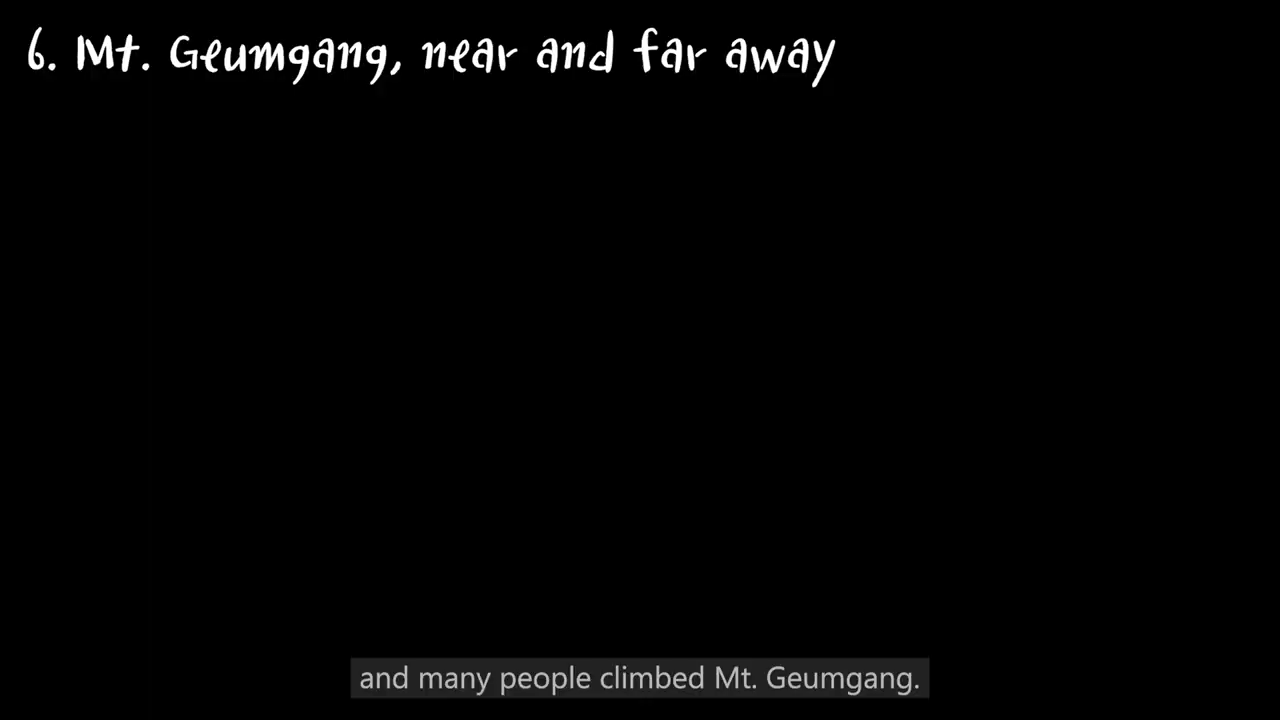 6. Mt. Geumgang, near and far away
and many people climbed Mt. Geumgang.